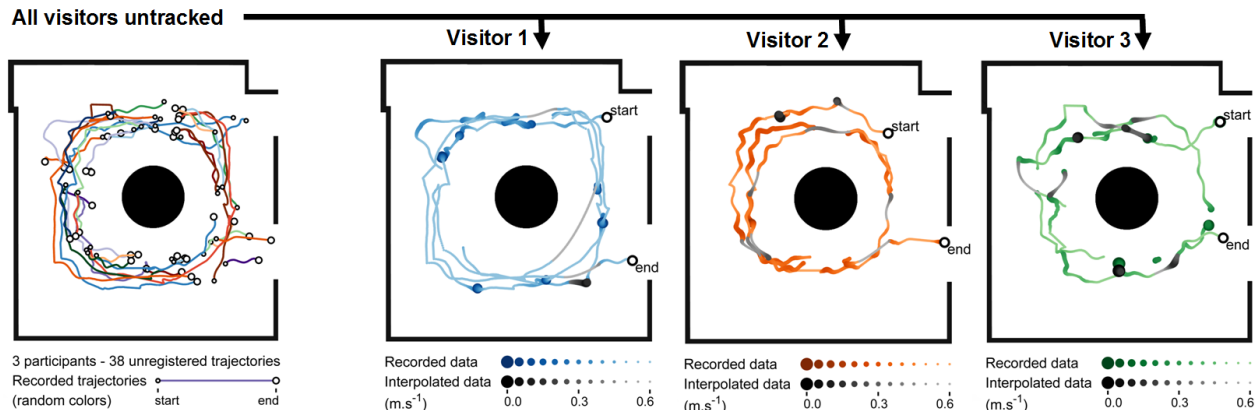 All visitors untracked
Visitor 1
Visitor 2
Visitor 3
start
end
start
end
start
end
3 participants - 38 unregistered trajectories
Recorded trajectories
(random colors)
start
end
Recorded data
Interpolated data
(m.s⁻¹)
0.0 0.3 0.6
Recorded data
Interpolated data
(m.s⁻¹)
0.0 0.3 0.6
Recorded data
Interpolated data
(m.s⁻¹)
0.0 0.3 0.6